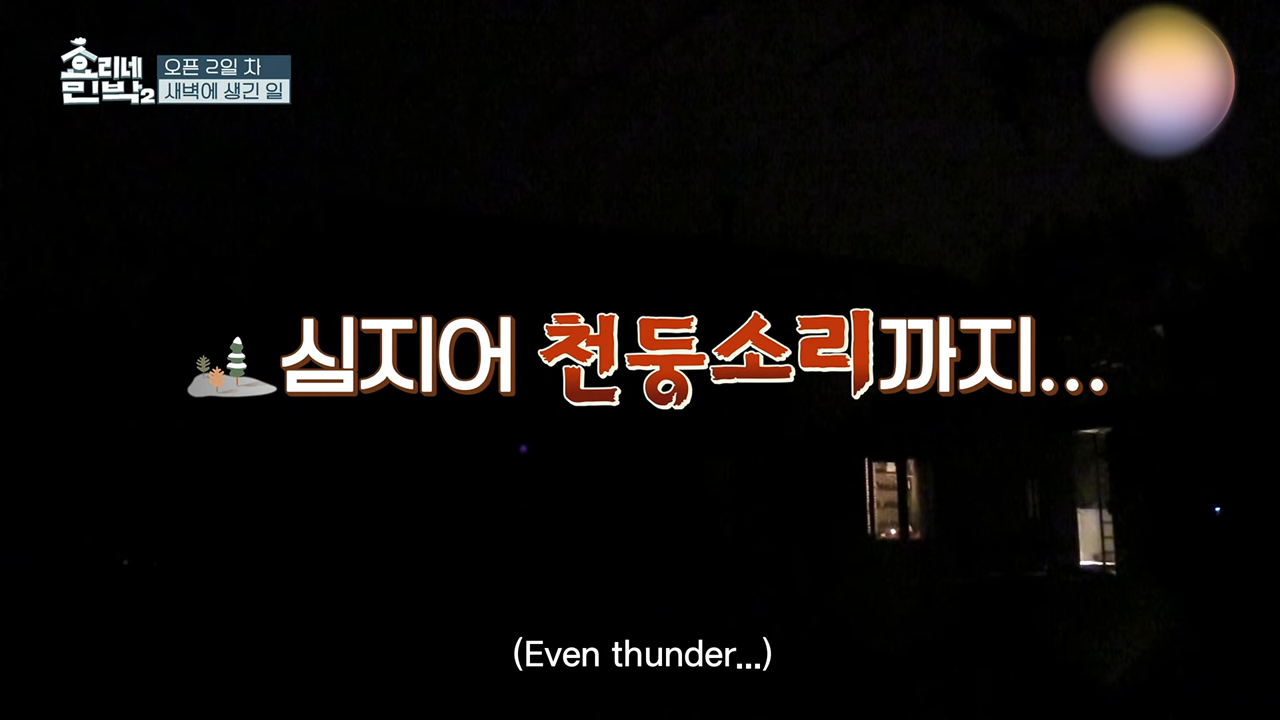 효리네 민박2
오픈 2일 차
새벽에 생긴 일
심지어 천둥소리까지...
(Even thunder...)